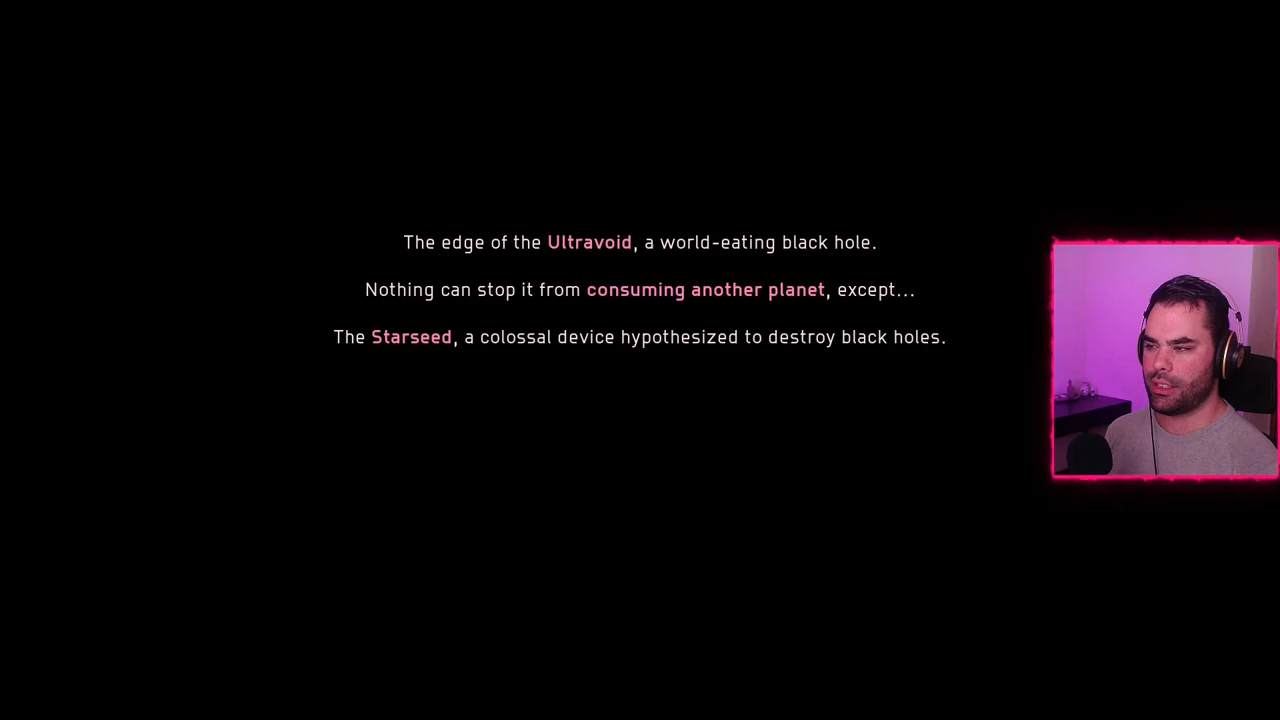 The edge of the Ultravoid, a world-eating black hole.
Nothing can stop it from consuming another planet, except...
The Starseed, a colossal device hypothesized to destroy black holes.